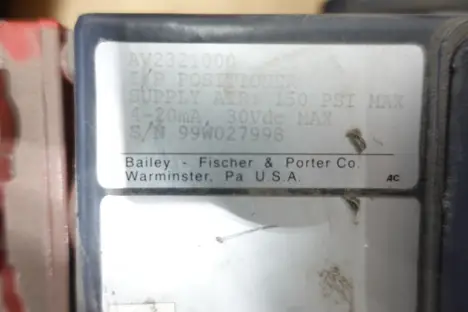 AV2321000
I/P POSITIONER
SUPPLY AIR: 150 PSI MAX
4-20mA, 30Vdc MAX
S/N 99W027998
Bailey - Fischer & Porter Co.
Warminster, Pa U.S.A.
AC